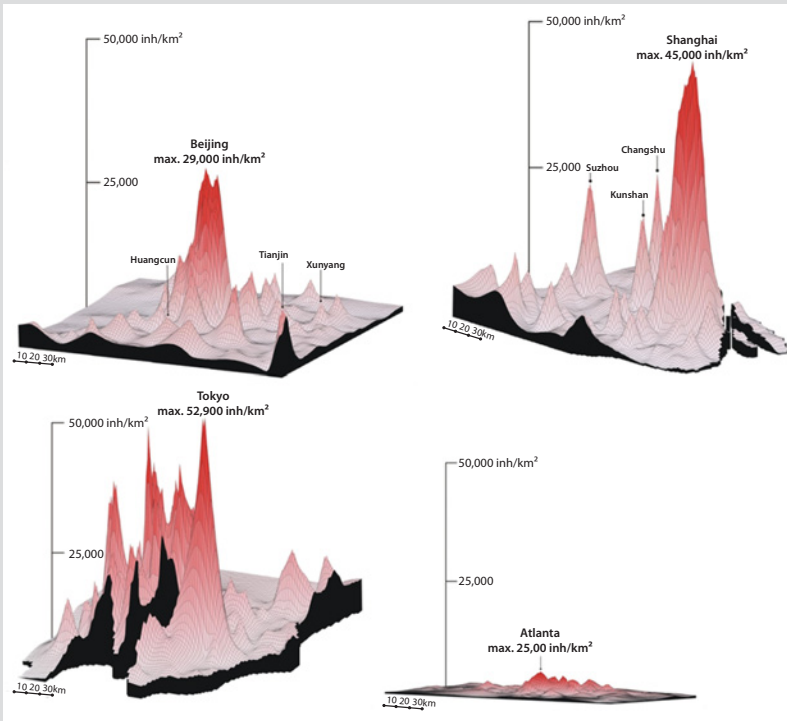 50,000 inh/km²
Beijing
max. 29,000 inh/km²
25,000
Huangcun
Tianjin
Xunyang
10 20 30km
50,000 inh/km²
Shanghai
max. 45,000 inh/km²
Changshu
25,000
Suzhou
Kunshan
10 20 30km
Tokyo
max. 52,900 inh/km²
50,000 inh/km²
25,000
10 20 30km
50,000 inh/km²
25,000
Atlanta
max. 25,00 inh/km²
10 20 30km